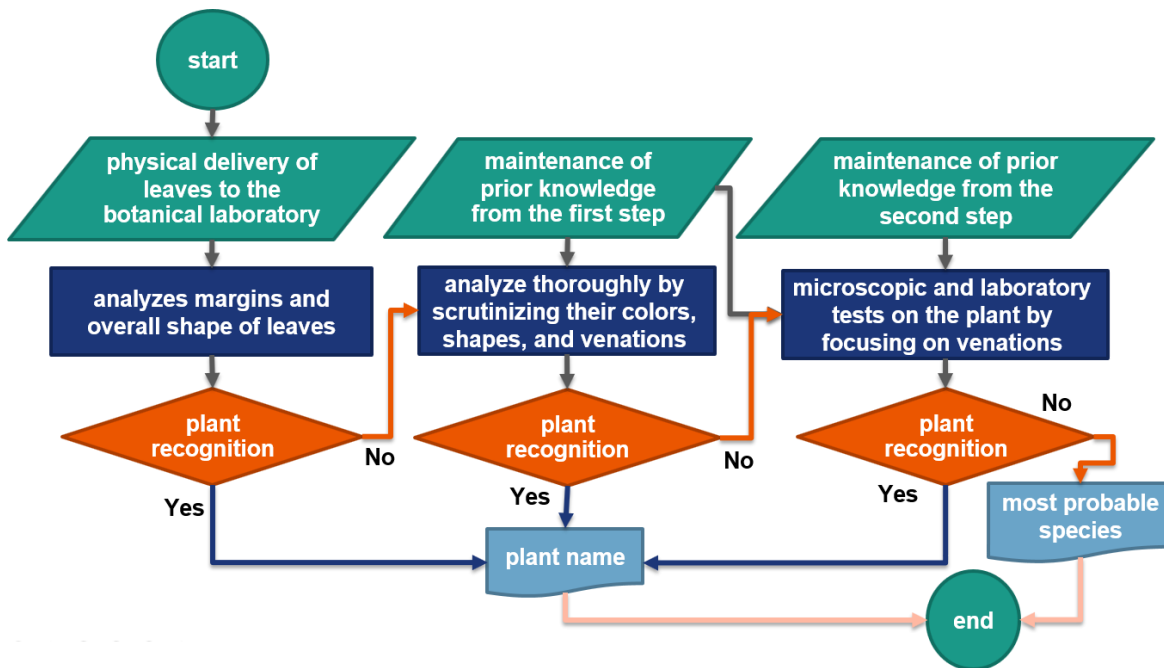 start
physical delivery of
leaves to the
botanical laboratory
maintenance of
prior knowledge
from the first step
maintenance of prior
knowledge from the
second step
analyzes margins and
overall shape of leaves
analyze thoroughly by
scrutinizing their colors,
shapes, and venations
microscopic and laboratory
tests on the plant by
focusing on venations
plant
recognition
No
Yes
plant
recognition
No
Yes
plant
recognition
No
Yes
plant name
most probable
species
end